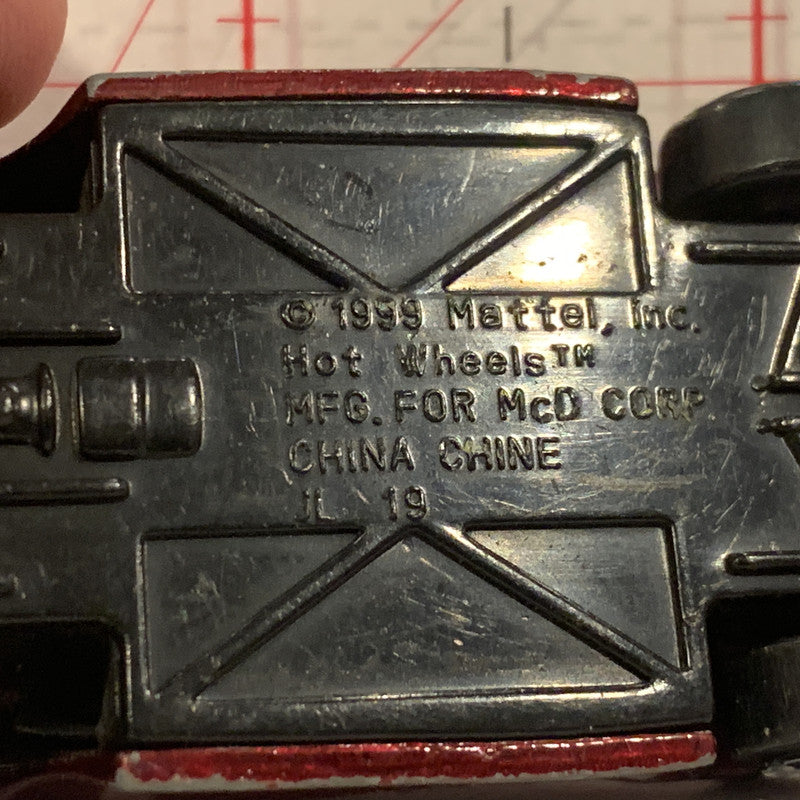 © 1999 Mattel, Inc.
Hot Wheels™
MFG. FOR McD CORP
CHINA CHINE
JL 19